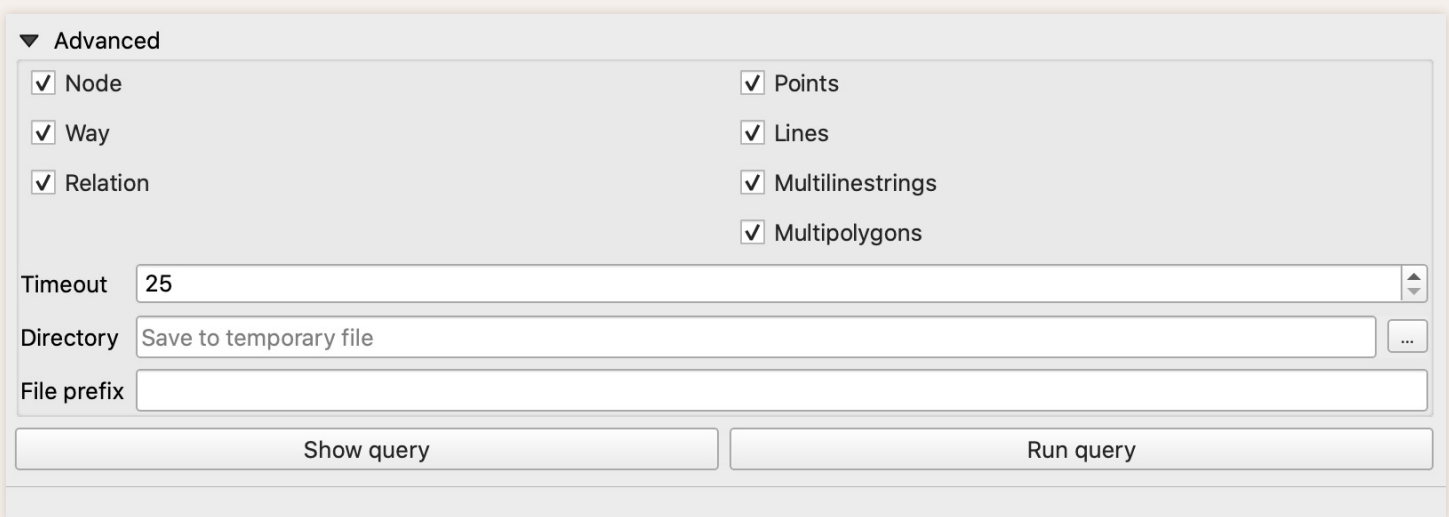 Advanced
Node Points
Way Lines
Relation Multilinestrings
Multipolygons
Timeout 25
Directory Save to temporary file ...
File prefix
Show query Run query